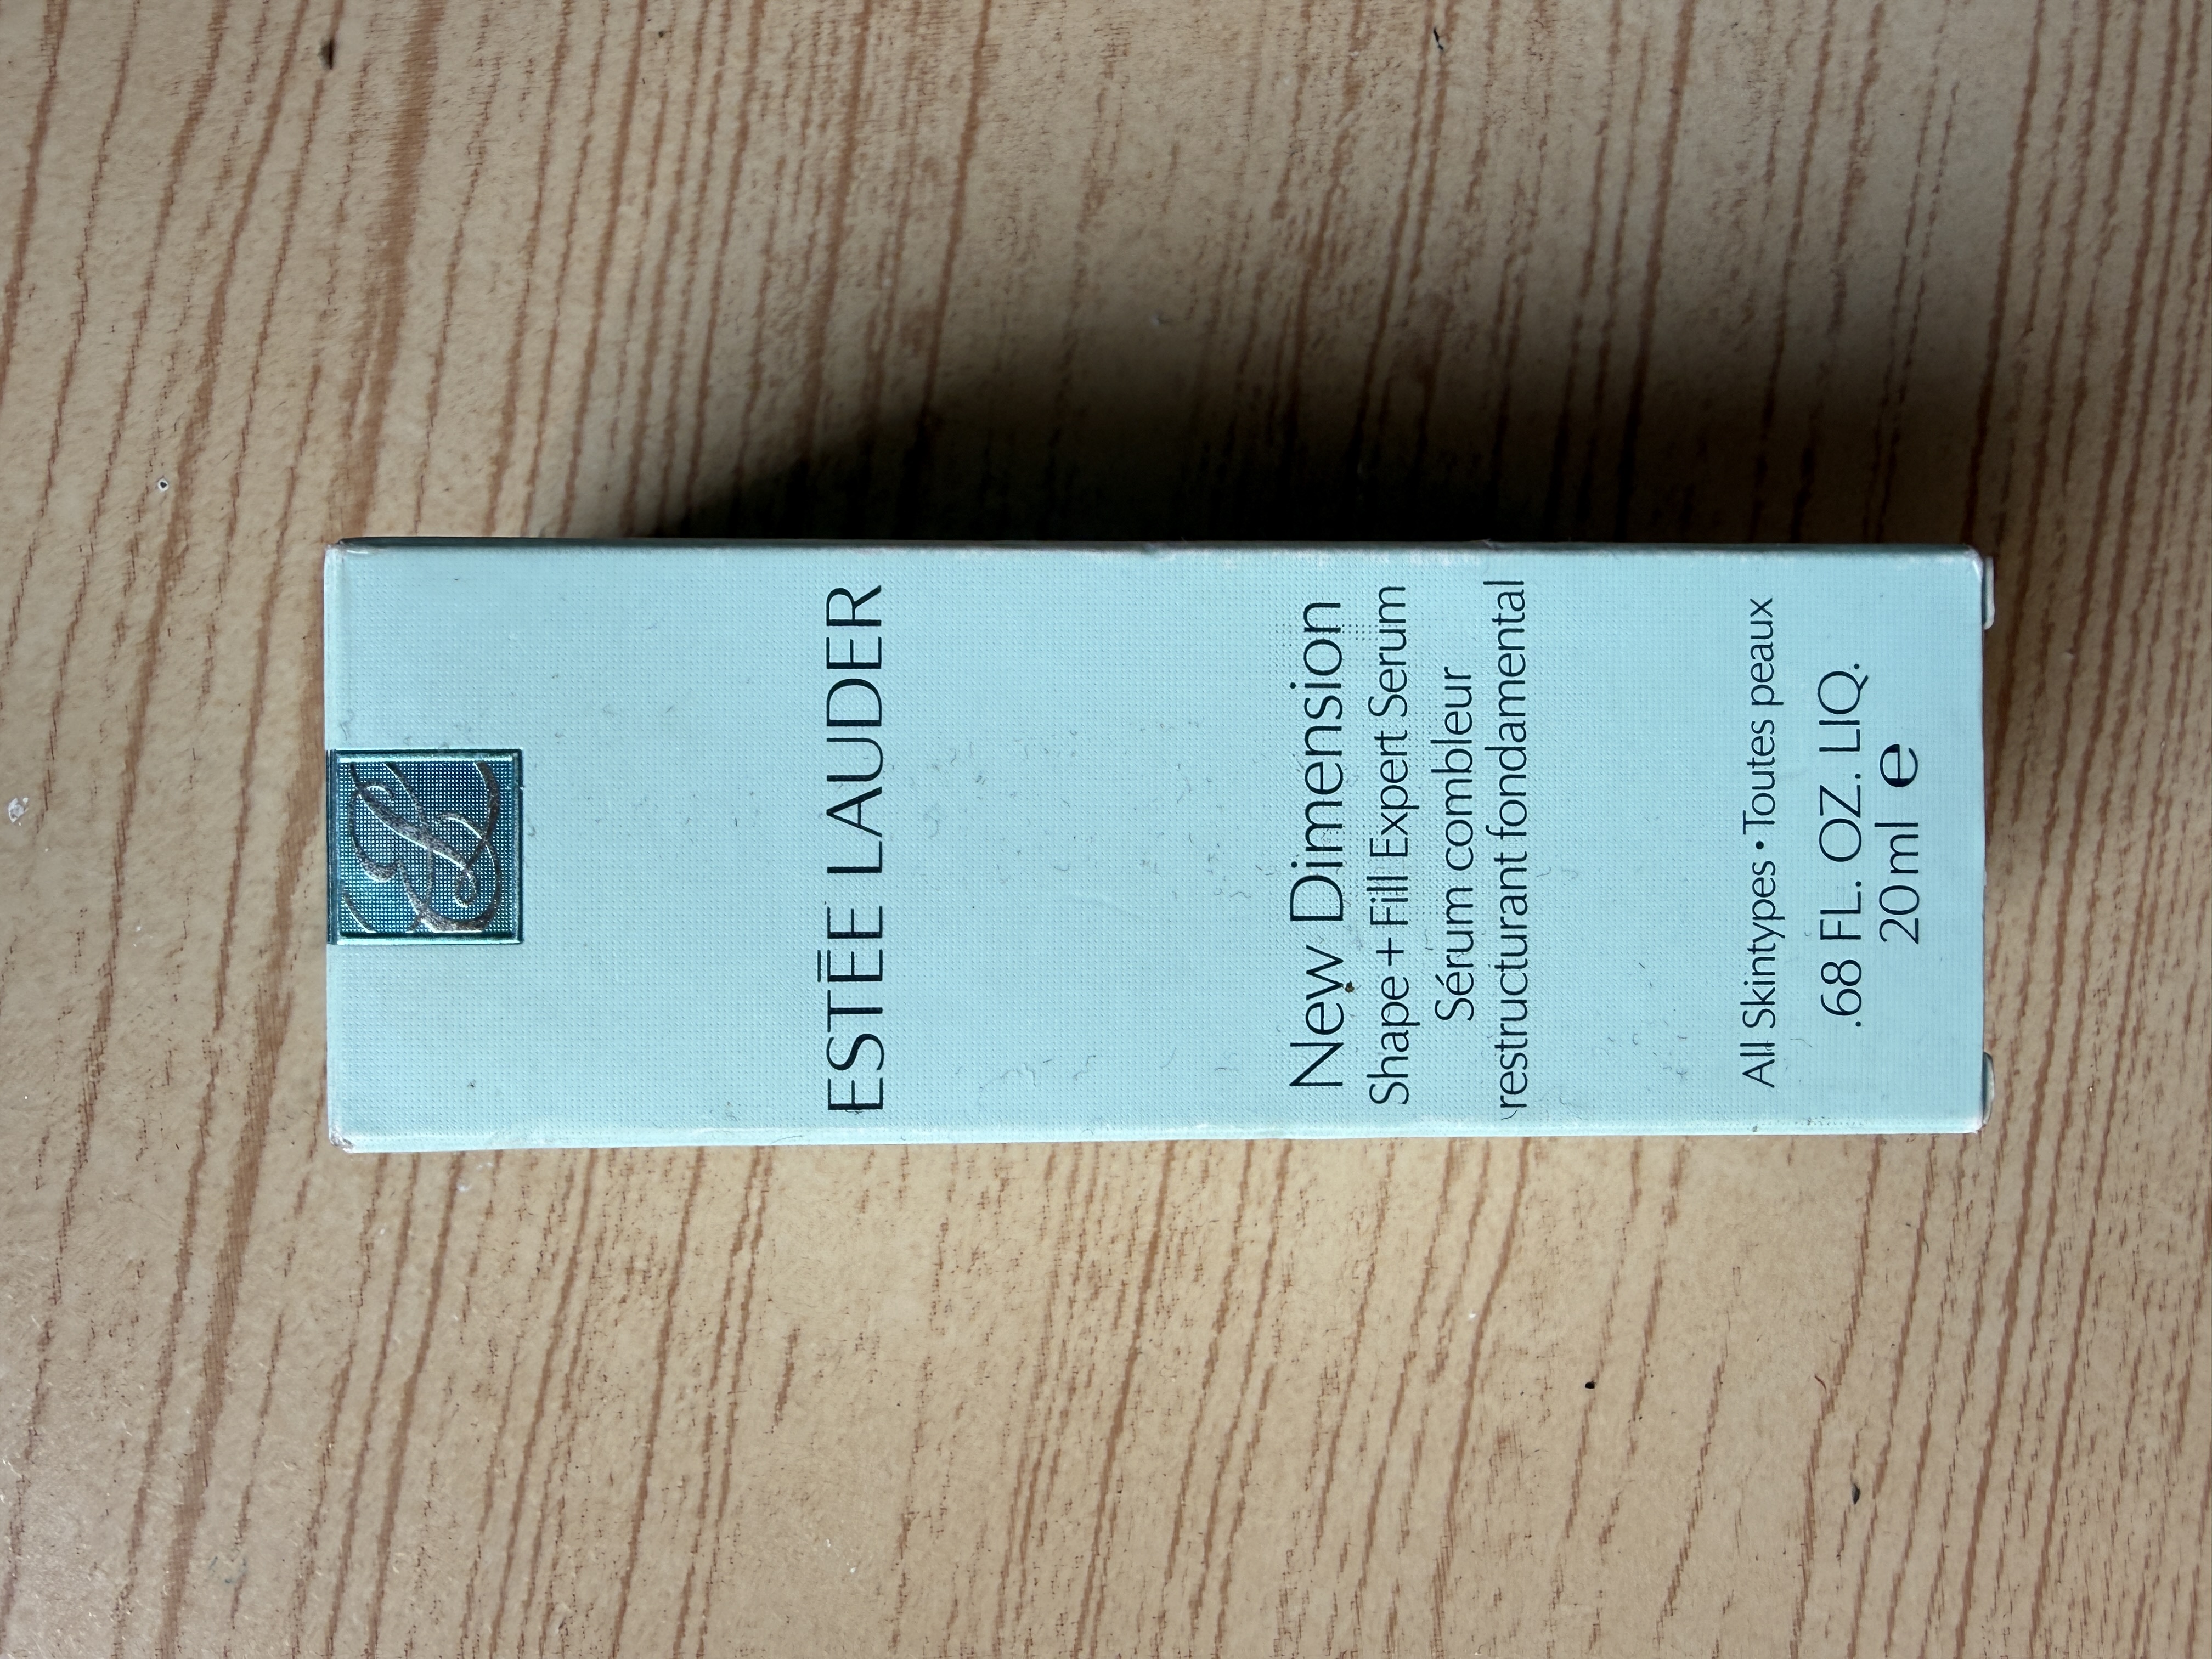 ESTĒE LAUDER
New Dimension
Shape + Fill Expert Serum
Sérum combleur
restructurant fondamental
All Skintypes • Toutes peaux
.68 FL. OZ. LIQ.
20ml e